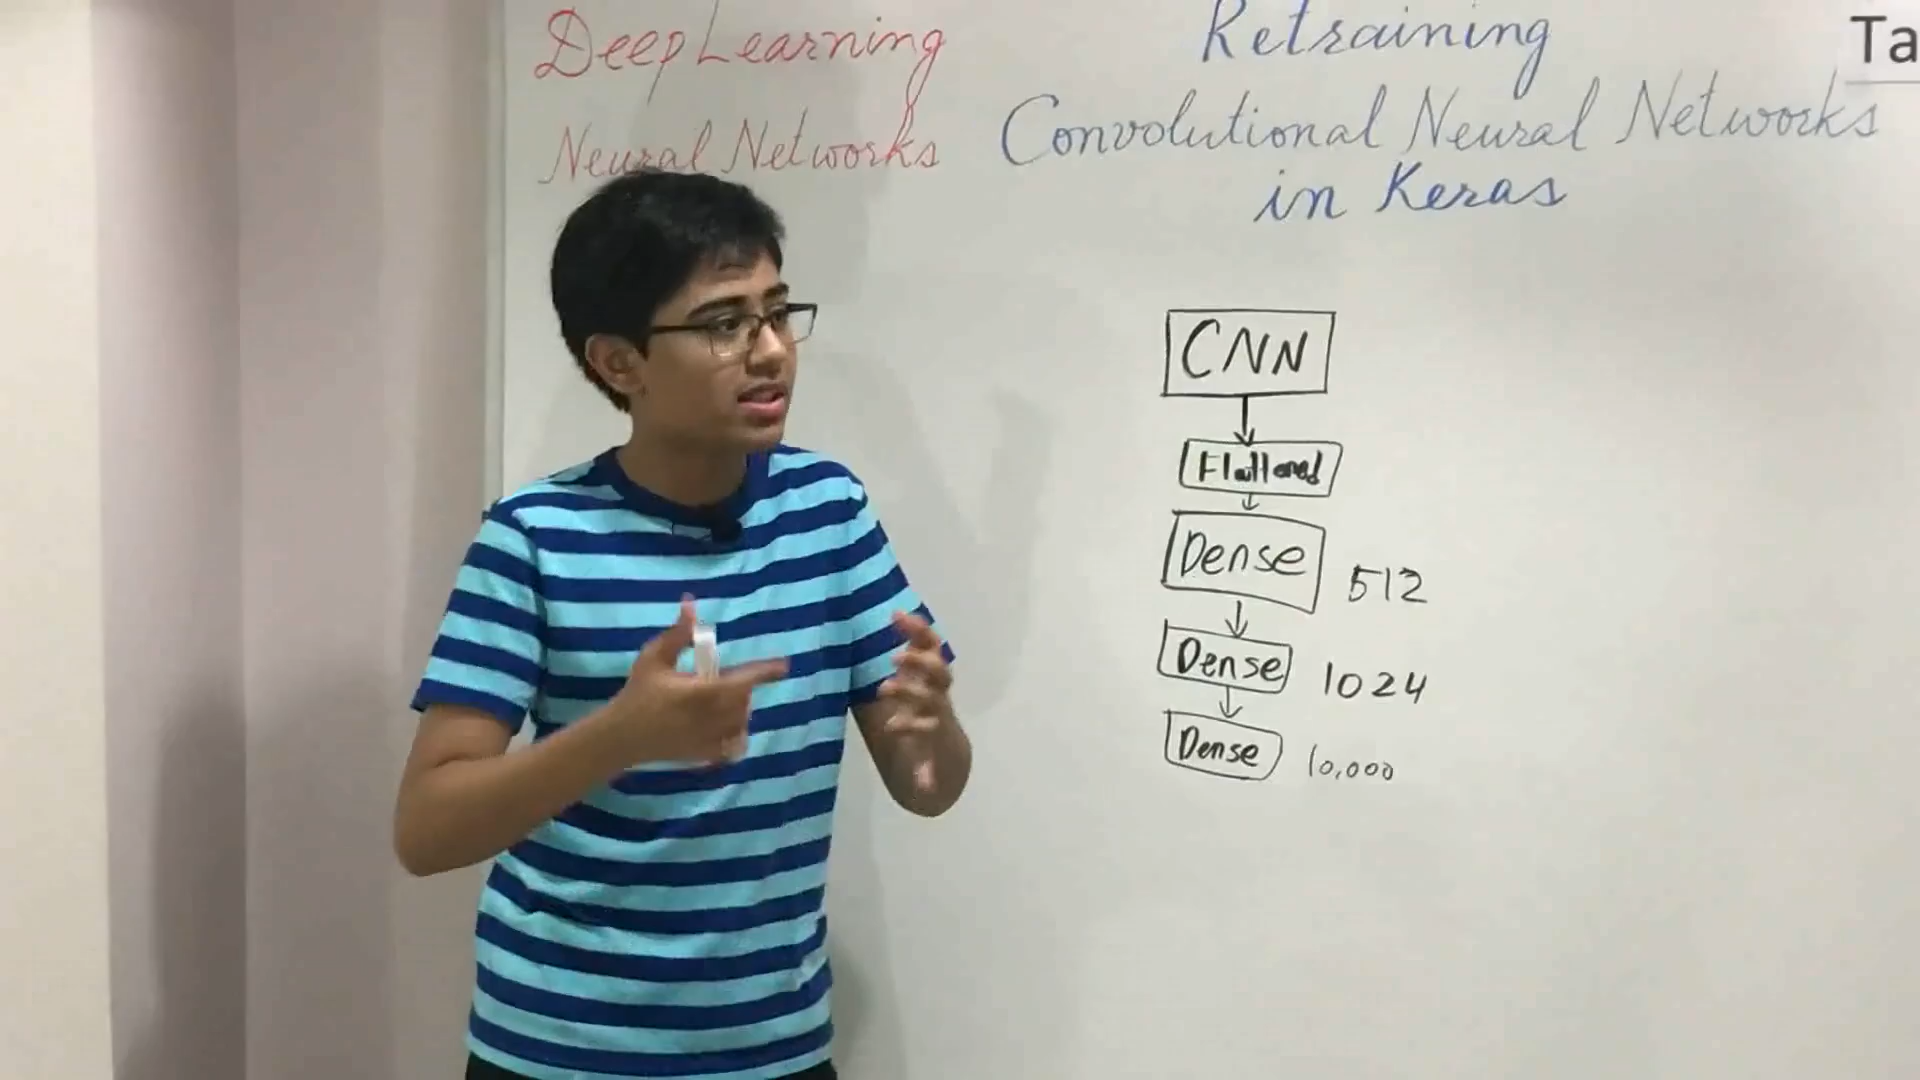 Deep Learning
Neural Networks
Retraining
Convolutional Neural Networks
in Keras
Ta
CNN
Flattened
Dense 512
Dense 1024
Dense 10,000